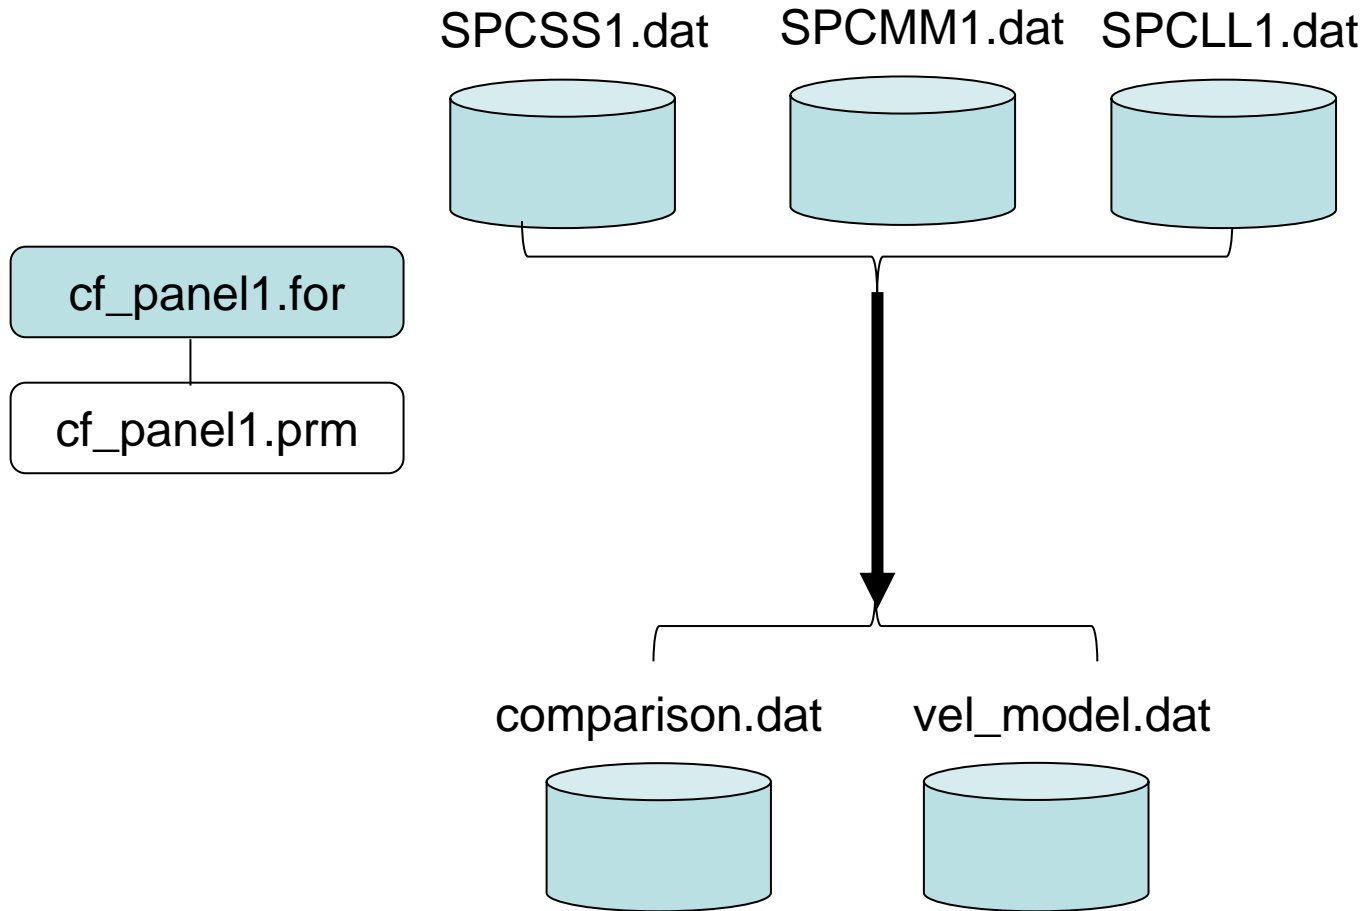 SPCSS1.dat
SPCMM1.dat
SPCLL1.dat
cf_panel1.for
cf_panel1.prm
comparison.dat
vel_model.dat